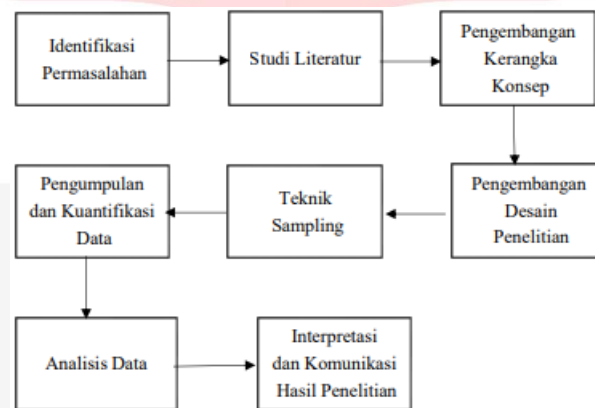 Identifikasi
Permasalahan
Studi Literatur
Pengembangan
Kerangka
Konsep
Pengembangan
Desain
Penelitian
Teknik
Sampling
Pengumpulan
dan Kuantifikasi
Data
Analisis Data
Interpretasi
dan Komunikasi
Hasil Penelitian